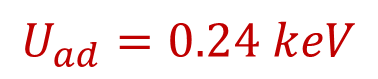 U_ad = 0.24 keV